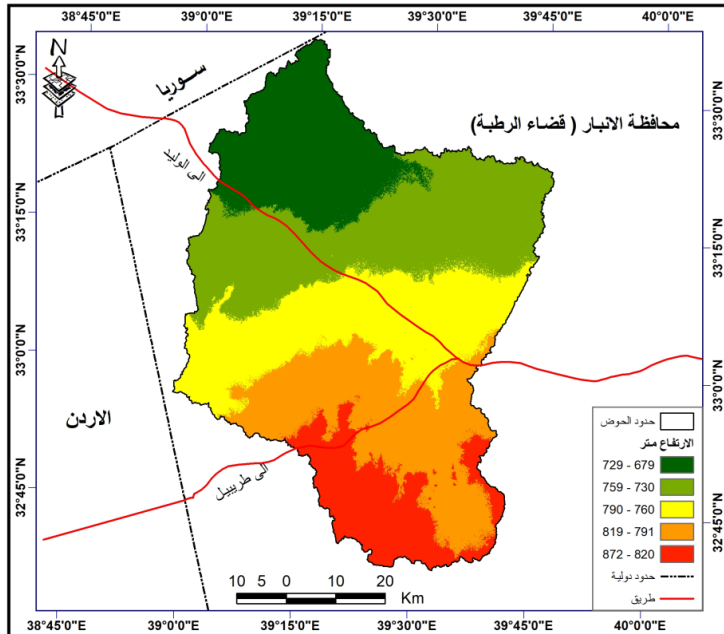 38°45'0"E 39°0'0"E 39°15'0"E 39°30'0"E 39°45'0"E 40°0'0"E
N
33°30'0"N
33°15'0"N
33°0'0"N
32°45'0"N
33°30'0"N
33°15'0"N
33°0'0"N
32°45'0"N
سوريا
محافظة الانبار ( قضاء الرطبة)
الى الوليد
الاردن
الى طريبيل
حدود الحوض
الارتفاع متر
729 - 679
759 - 730
790 - 760
819 - 791
872 - 820
حدود دولية
طريق
10 5 0 10 20
Km
38°45'0"E 39°0'0"E 39°15'0"E 39°30'0"E 39°45'0"E 40°0'0"E